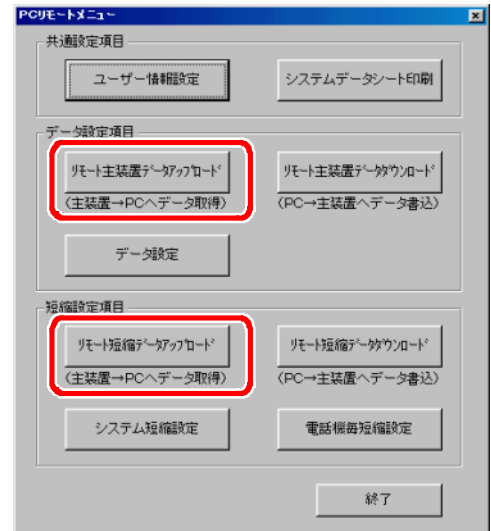 PCリモートメニュー
共通設定項目
ユーザー情報設定 システムデータシート印刷
データ設定項目
ﾘﾓｰﾄ主装置ﾃﾞｰﾀｱｯﾌﾟﾛｰﾄﾞ ﾘﾓｰﾄ主装置ﾃﾞｰﾀﾀﾞｳﾝﾛｰﾄﾞ
(主装置→PCへデータ取得) (PC→主装置へデータ書込)
データ設定
短縮設定項目
ﾘﾓｰﾄ短縮ﾃﾞｰﾀｱｯﾌﾟﾛｰﾄﾞ ﾘﾓｰﾄ短縮ﾃﾞｰﾀﾀﾞｳﾝﾛｰﾄﾞ
(主装置→PCへデータ取得) (PC→主装置へデータ書込)
システム短縮設定 電話機毎短縮設定
終了